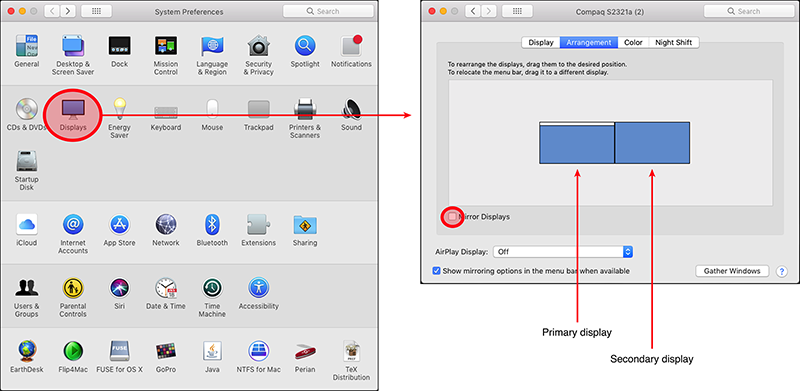 System Preferences
Search
General
Desktop &
Screen Saver
Dock
Mission
Control
Language
& Region
Security
& Privacy
Spotlight
Notifications
CDs & DVDs
Displays
Energy
Saver
Keyboard
Mouse
Trackpad
Printers &
Scanners
Sound
Startup
Disk
iCloud
Internet
Accounts
App Store
Network
Bluetooth
Extensions
Sharing
Users &
Groups
Parental
Controls
Siri
Date & Time
Time
Machine
Accessibility
EarthDesk
Flip4Mac
FUSE for OS X
GoPro
Java
NTFS for Mac
Perian
TeX
Distribution
Compaq S2321a (2)
Search
Display
Arrangement
Color
Night Shift
To rearrange the displays, drag them to the desired position.
To relocate the menu bar, drag it to a different display.
Mirror Displays
AirPlay Display: Off
Show mirroring options in the menu bar when available
Gather Windows
?
Primary display
Secondary display